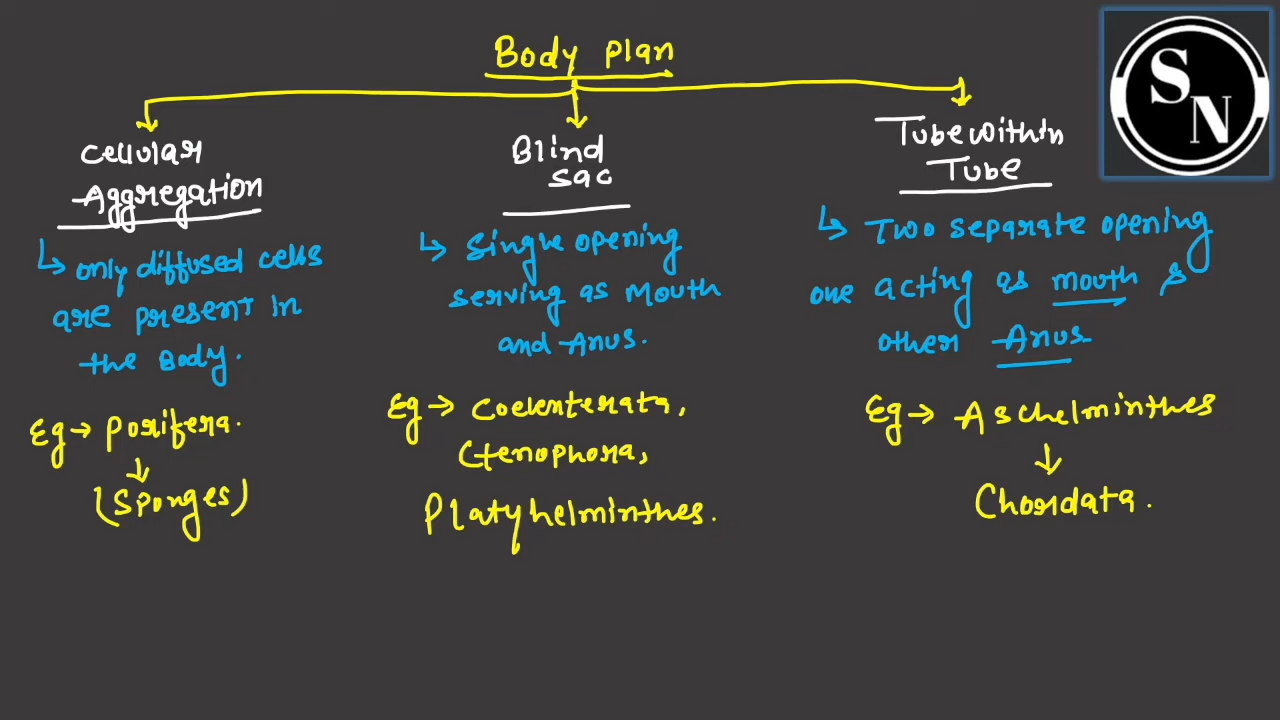 Body Plan
Cellular
Aggregation
only diffused cells
are present in
the Body.
Eg → Porifera.
(Sponges)
Blind
Sac
Single opening
serving as Mouth
and Anus.
Eg → Coelenterata,
Ctenophora,
Platyhelminthes.
Tube within
Tube
Two separate opening
one acting as mouth &
other Anus
Eg → Aschelminthes
Chordata.
SN